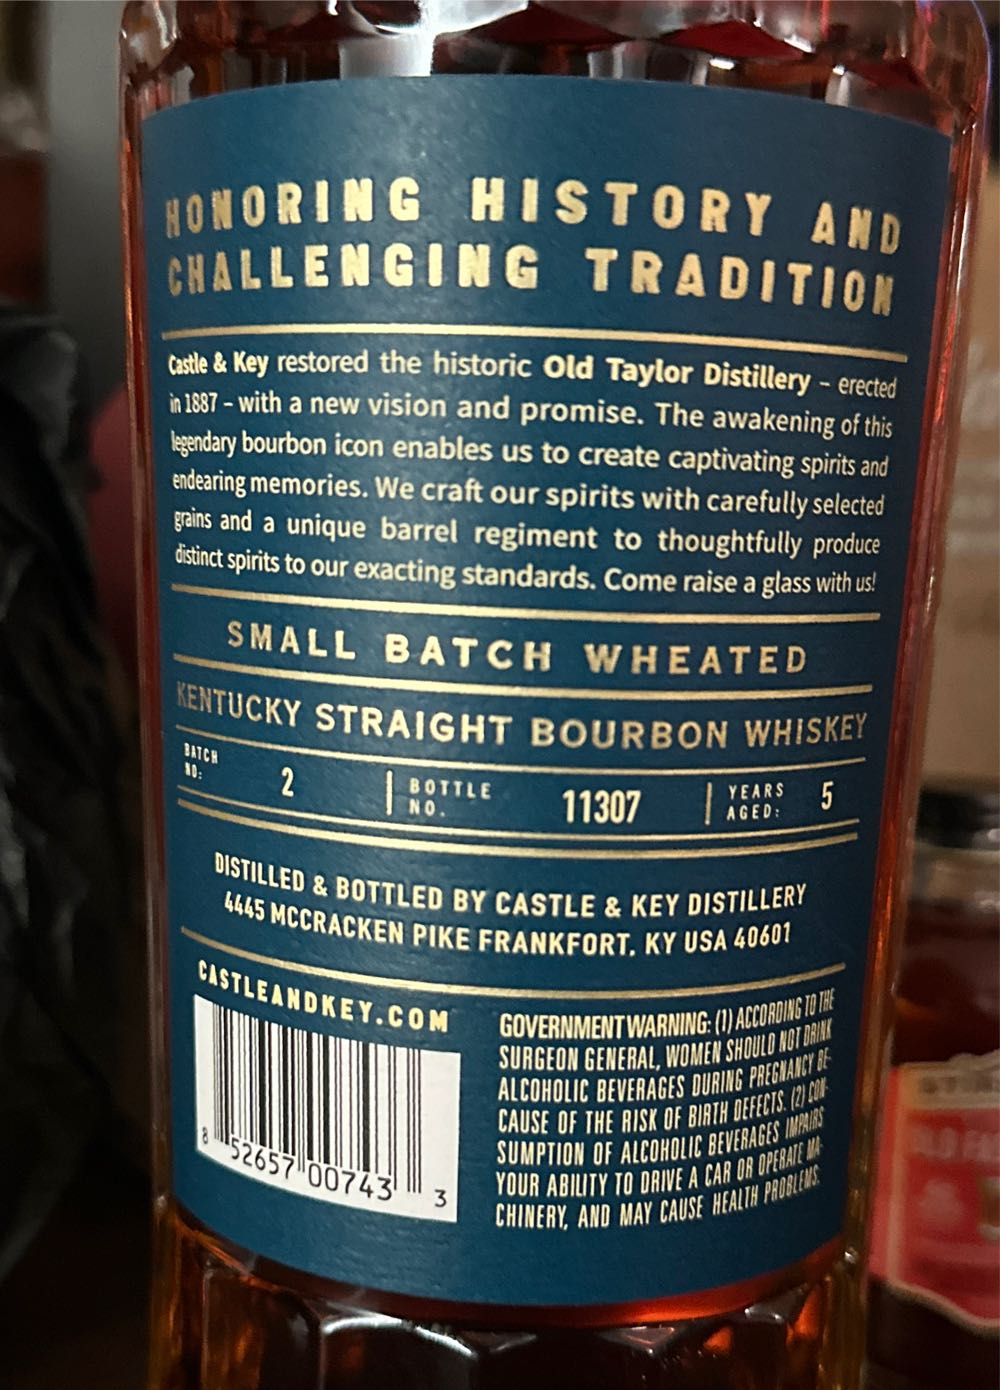 HONORING HISTORY AND
CHALLENGING TRADITION
Castle & Key restored the historic Old Taylor Distillery – erected
in 1887 – with a new vision and promise. The awakening of this
legendary bourbon icon enables us to create captivating spirits and
endearing memories. We craft our spirits with carefully selected
grains and a unique barrel regiment to thoughtfully produce
distinct spirits to our exacting standards. Come raise a glass with us!
SMALL BATCH WHEATED
KENTUCKY STRAIGHT BOURBON WHISKEY
BATCH NO: 2 | BOTTLE NO. 11307 | YEARS AGED: 5
DISTILLED & BOTTLED BY CASTLE & KEY DISTILLERY
4445 MCCRACKEN PIKE FRANKFORT, KY USA 40601
CASTLEANDKEY.COM
8 52657 00743 3
GOVERNMENT WARNING: (1) ACCORDING TO THE
SURGEON GENERAL, WOMEN SHOULD NOT DRINK
ALCOHOLIC BEVERAGES DURING PREGNANCY BE-
CAUSE OF THE RISK OF BIRTH DEFECTS. (2) CON-
SUMPTION OF ALCOHOLIC BEVERAGES IMPAIRS
YOUR ABILITY TO DRIVE A CAR OR OPERATE MA-
CHINERY, AND MAY CAUSE HEALTH PROBLEMS.